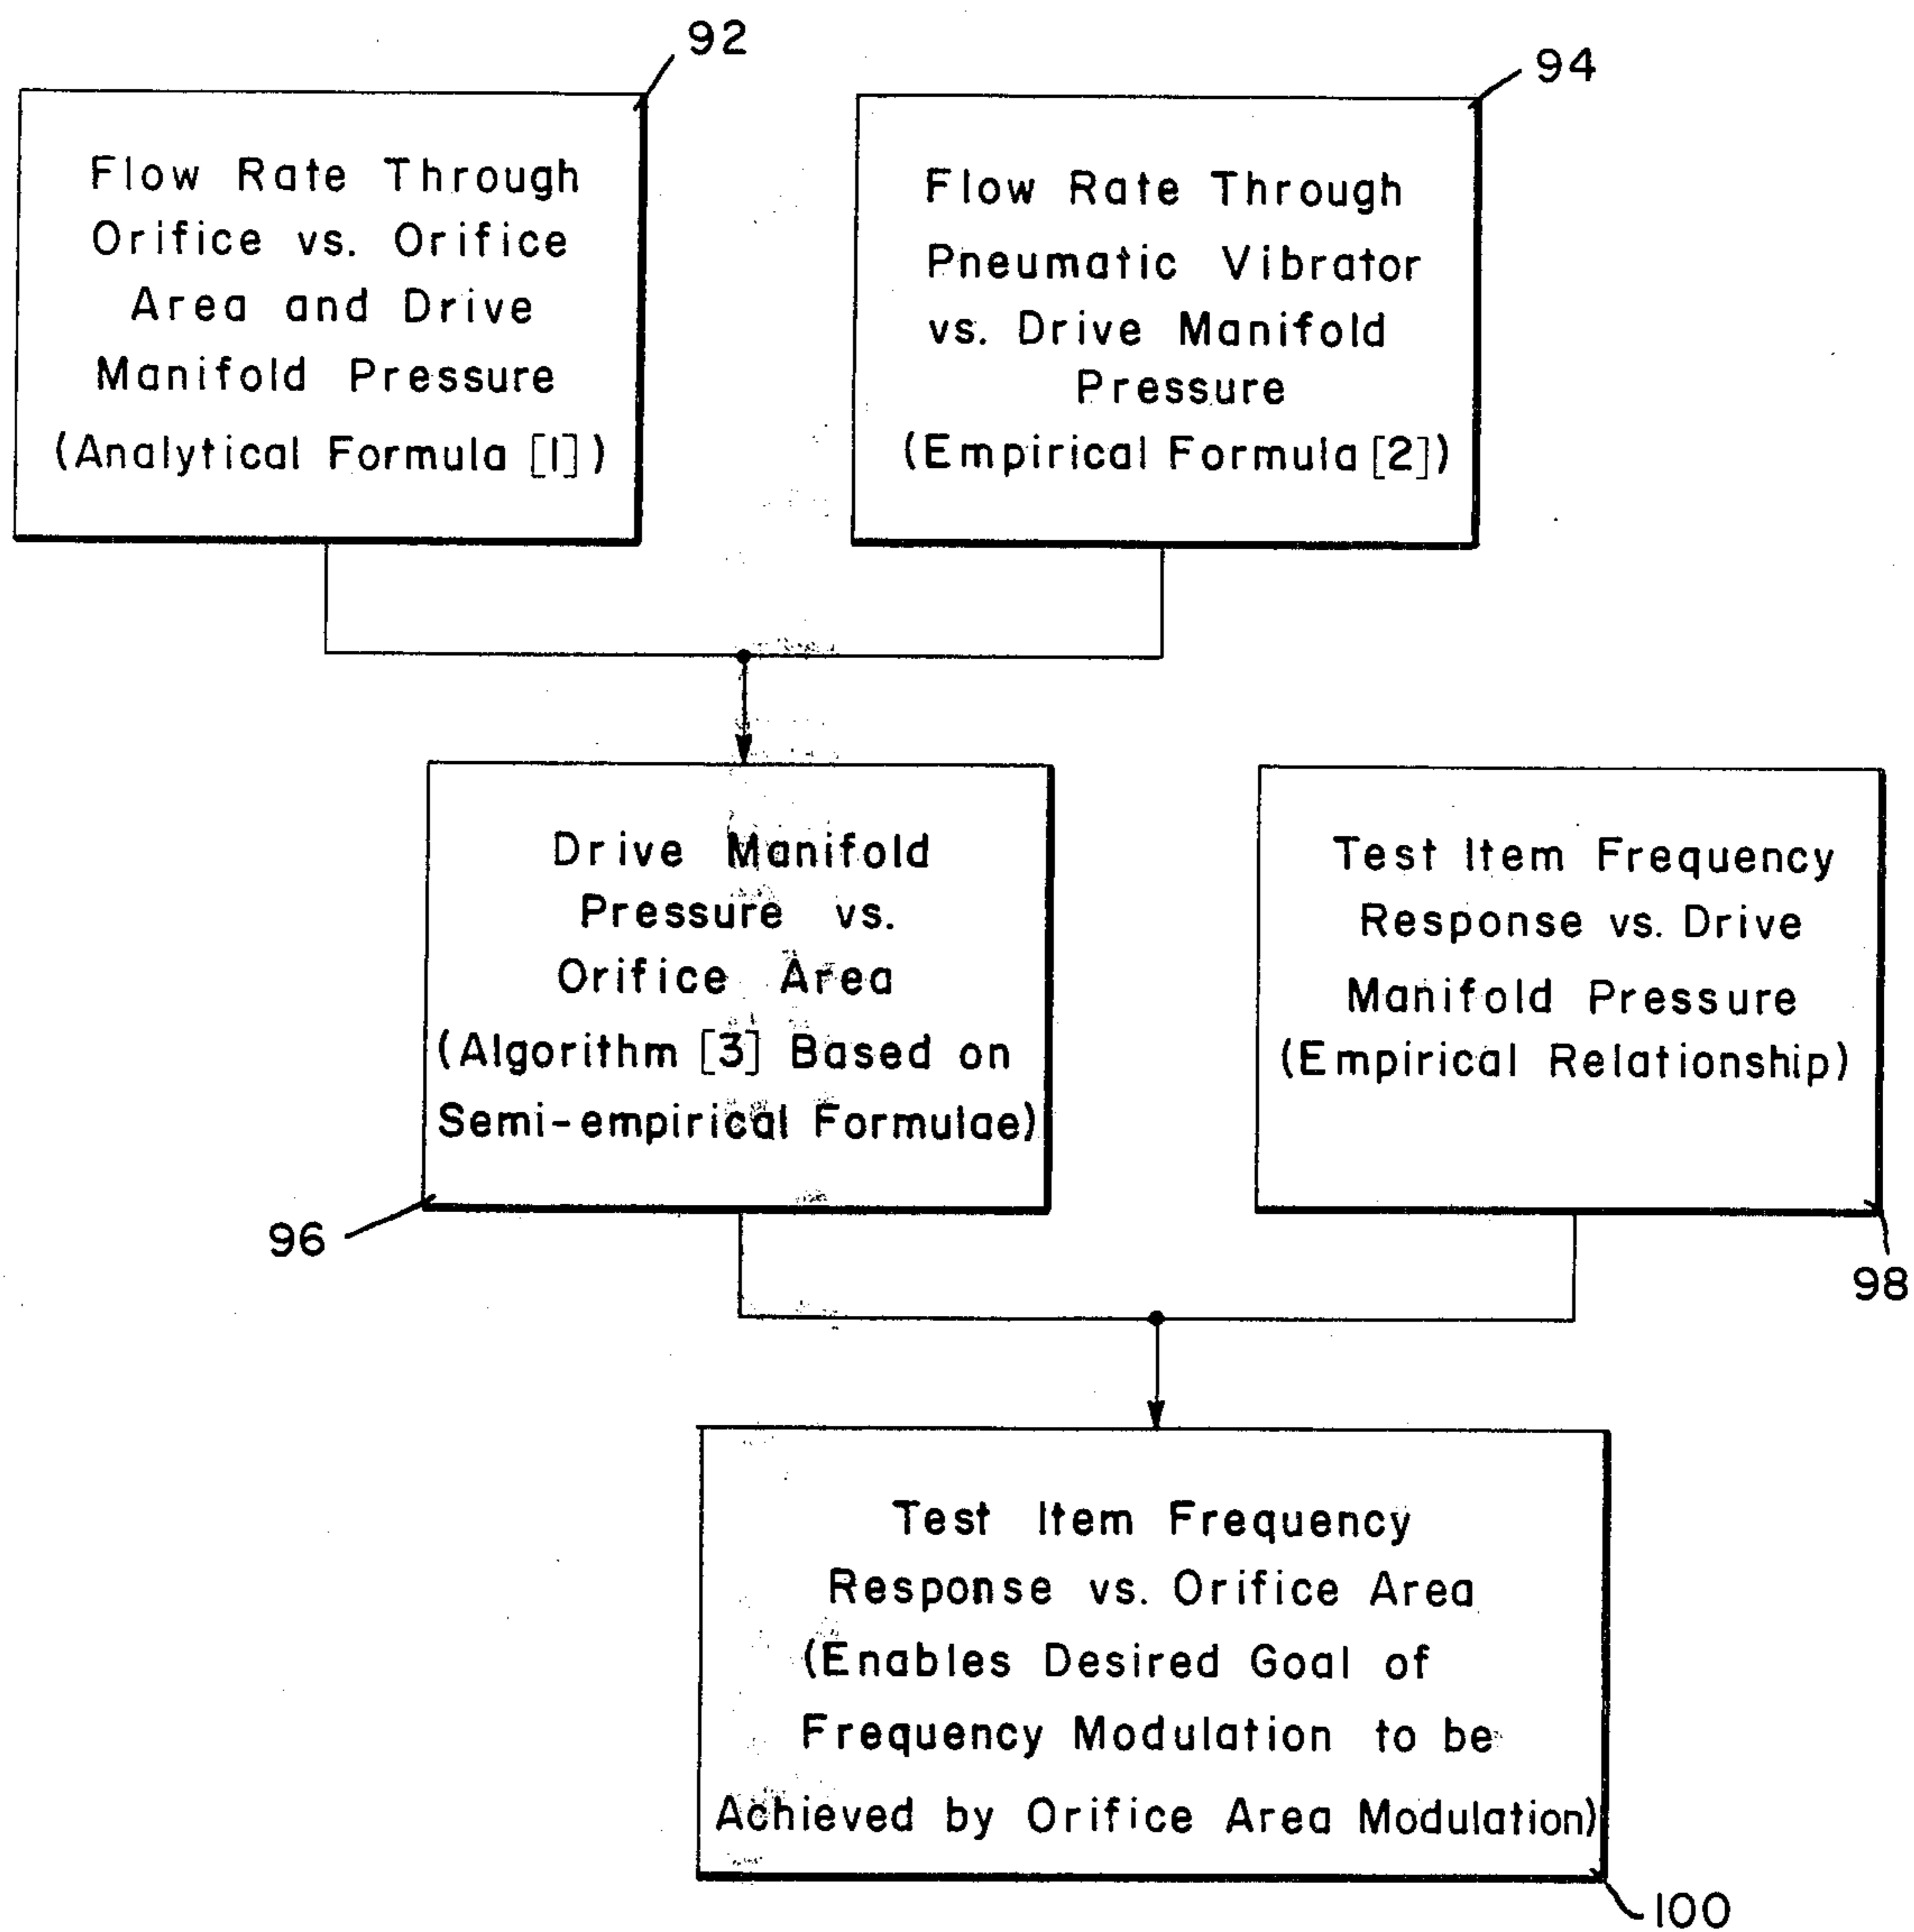 92
94
Flow Rate Through
Orifice vs. Orifice
Area and Drive
Manifold Pressure
(Analytical Formula [1])
Flow Rate Through
Pneumatic Vibrator
vs. Drive Manifold
Pressure
(Empirical Formula [2])
Drive Manifold
Pressure vs.
Orifice Area
(Algorithm [3] Based on
Semi-empirical Formulae)
Test Item Frequency
Response vs. Drive
Manifold Pressure
(Empirical Relationship)
96
98
Test Item Frequency
Response vs. Orifice Area
(Enables Desired Goal of
Frequency Modulation to be
Achieved by Orifice Area Modulation)
100